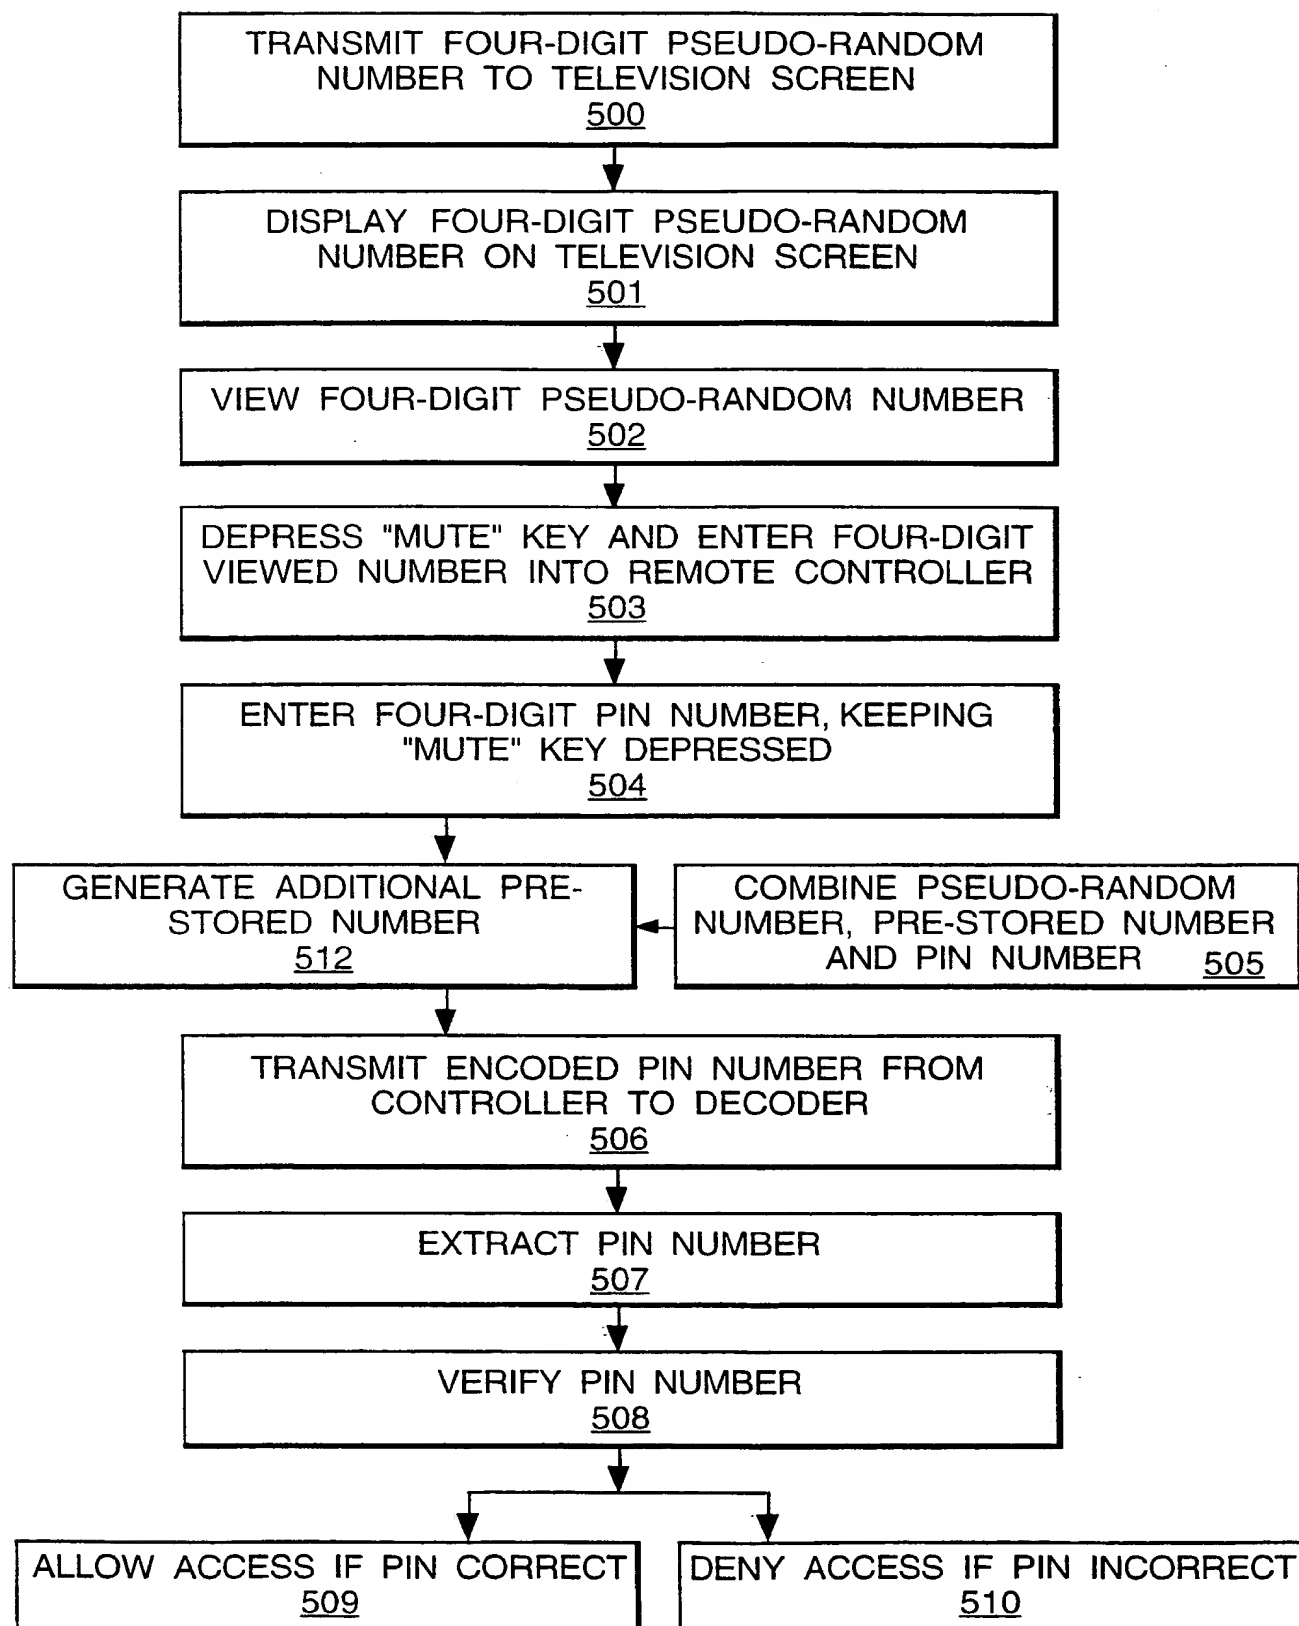 TRANSMIT FOUR-DIGIT PSEUDO-RANDOM
NUMBER TO TELEVISION SCREEN
500
DISPLAY FOUR-DIGIT PSEUDO-RANDOM
NUMBER ON TELEVISION SCREEN
501
VIEW FOUR-DIGIT PSEUDO-RANDOM NUMBER
502
DEPRESS "MUTE" KEY AND ENTER FOUR-DIGIT
VIEWED NUMBER INTO REMOTE CONTROLLER
503
ENTER FOUR-DIGIT PIN NUMBER, KEEPING
"MUTE" KEY DEPRESSED
504
GENERATE ADDITIONAL PRE-
STORED NUMBER
512
COMBINE PSEUDO-RANDOM
NUMBER, PRE-STORED NUMBER
AND PIN NUMBER 505
TRANSMIT ENCODED PIN NUMBER FROM
CONTROLLER TO DECODER
506
EXTRACT PIN NUMBER
507
VERIFY PIN NUMBER
508
ALLOW ACCESS IF PIN CORRECT
509
DENY ACCESS IF PIN INCORRECT
510